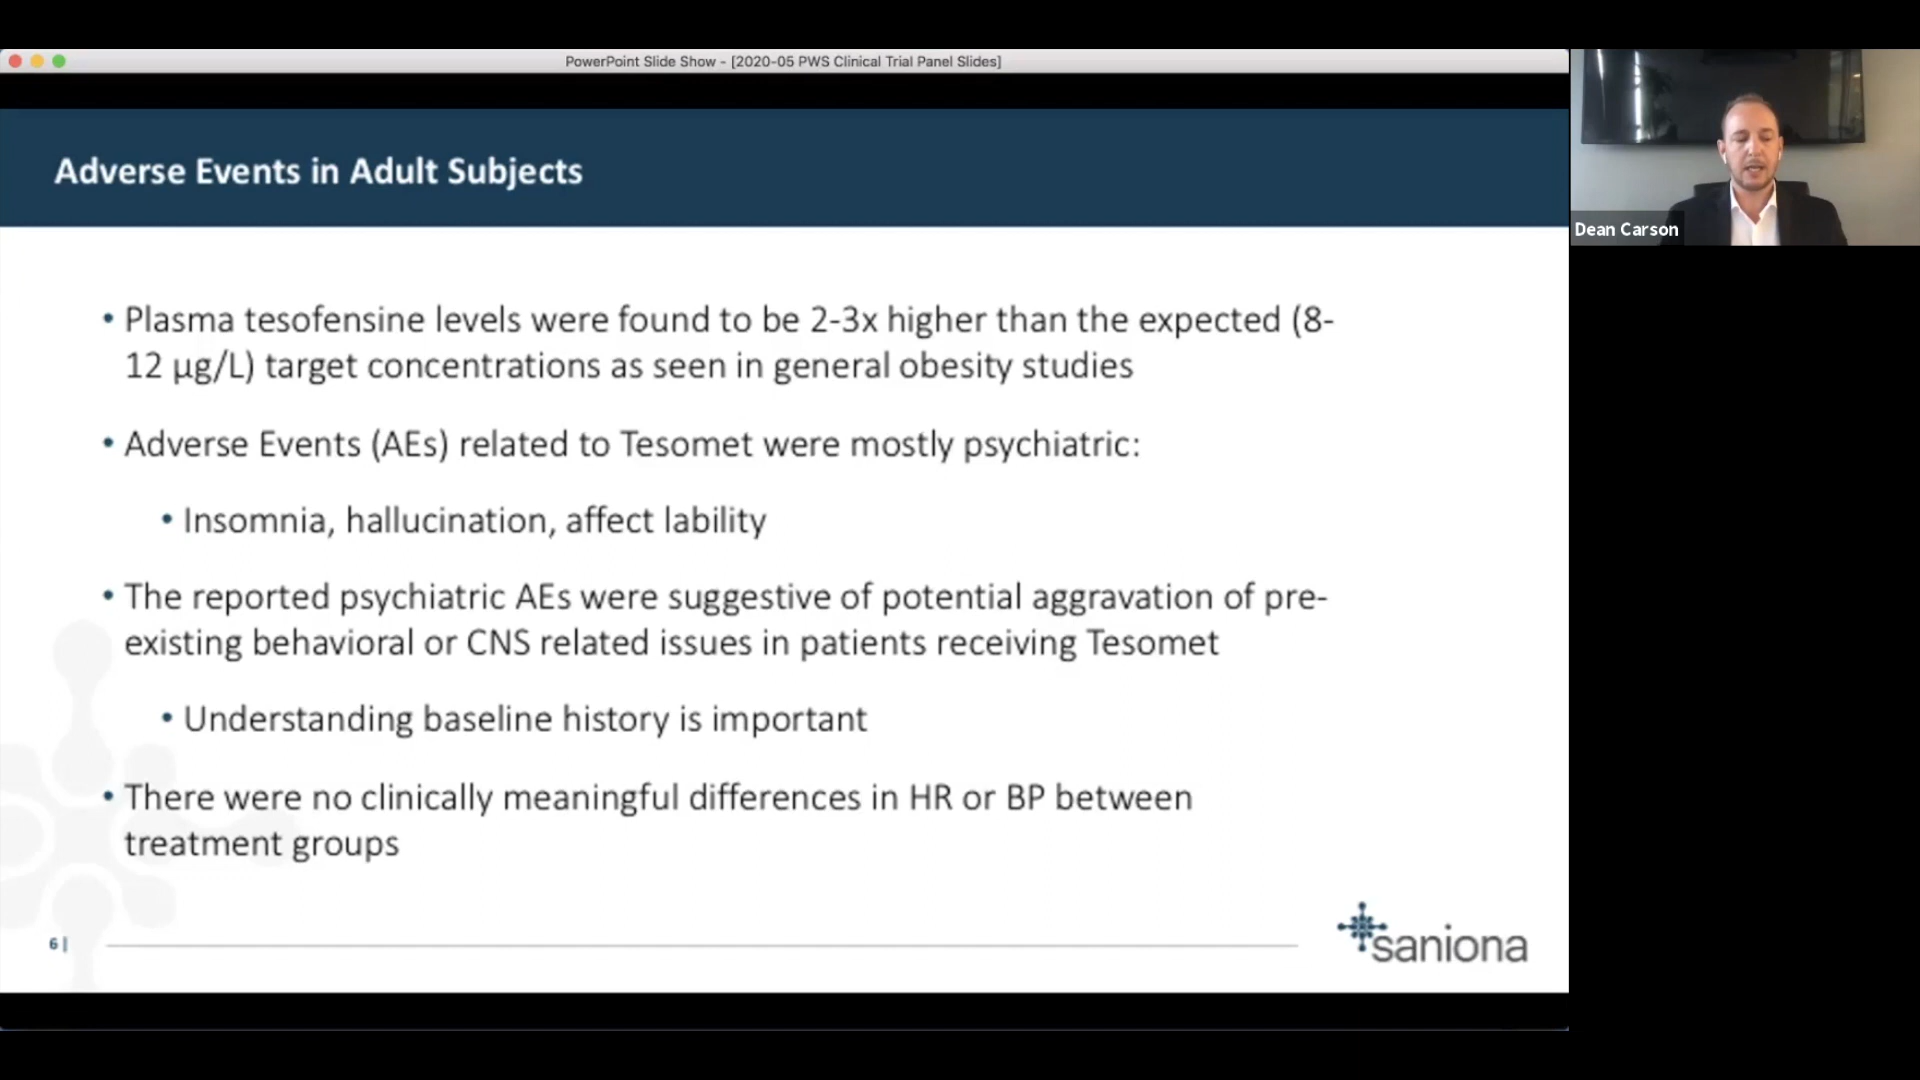 PowerPoint Slide Show - [2020-05 PWS Clinical Trial Panel Slides]
Adverse Events in Adult Subjects
Dean Carson
• Plasma tesofensine levels were found to be 2-3x higher than the expected (8-
12 µg/L) target concentrations as seen in general obesity studies
• Adverse Events (AEs) related to Tesomet were mostly psychiatric:
• Insomnia, hallucination, affect lability
• The reported psychiatric AEs were suggestive of potential aggravation of pre-
existing behavioral or CNS related issues in patients receiving Tesomet
• Understanding baseline history is important
• There were no clinically meaningful differences in HR or BP between
treatment groups
6 |
saniona